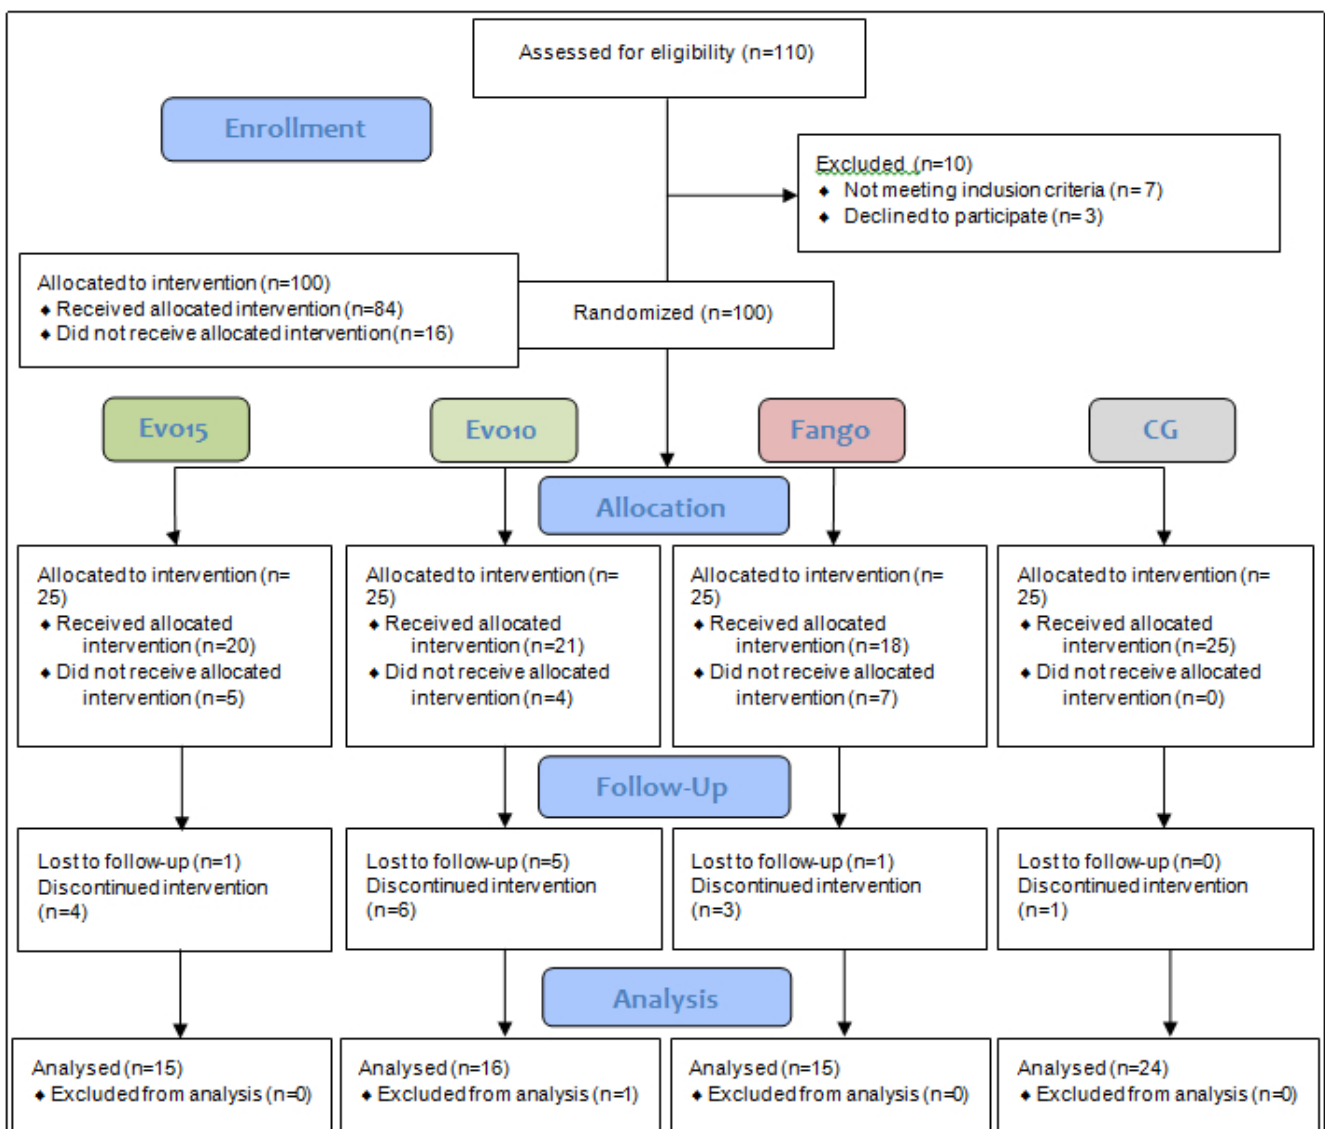 Assessed for eligibility (n=110)
Enrollment
Excluded (n=10)
♦ Not meeting inclusion criteria (n= 7)
♦ Declined to participate (n= 3)
Allocated to intervention (n=100)
♦ Received allocated intervention (n=84)
♦ Did not receive allocated intervention (n=16)
Randomized (n=100)
Evo15
Evo10
Fango
CG
Allocation
Allocated to intervention (n=
25)
♦ Received allocated
intervention (n=20)
♦ Did not receive allocated
intervention (n=5)
Allocated to intervention (n=
25)
♦ Received allocated
intervention (n=21)
♦ Did not receive allocated
intervention (n=4)
Allocated to intervention (n=
25)
♦ Received allocated
intervention (n=18)
♦ Did not receive allocated
intervention (n=7)
Allocated to intervention (n=
25)
♦ Received allocated
intervention (n=25)
♦ Did not receive allocated
intervention (n=0)
Follow-Up
Lost to follow-up (n=1)
Discontinued intervention
(n=4)
Lost to follow-up (n=5)
Discontinued intervention
(n=6)
Lost to follow-up (n=1)
Discontinued intervention
(n=3)
Lost to follow-up (n=0)
Discontinued intervention
(n=1)
Analysis
Analysed (n=15)
♦ Excluded from analysis (n=0)
Analysed (n=16)
♦ Excluded from analysis (n=1)
Analysed (n=15)
♦ Excluded from analysis (n=0)
Analysed (n=24)
♦ Excluded from analysis (n=0)